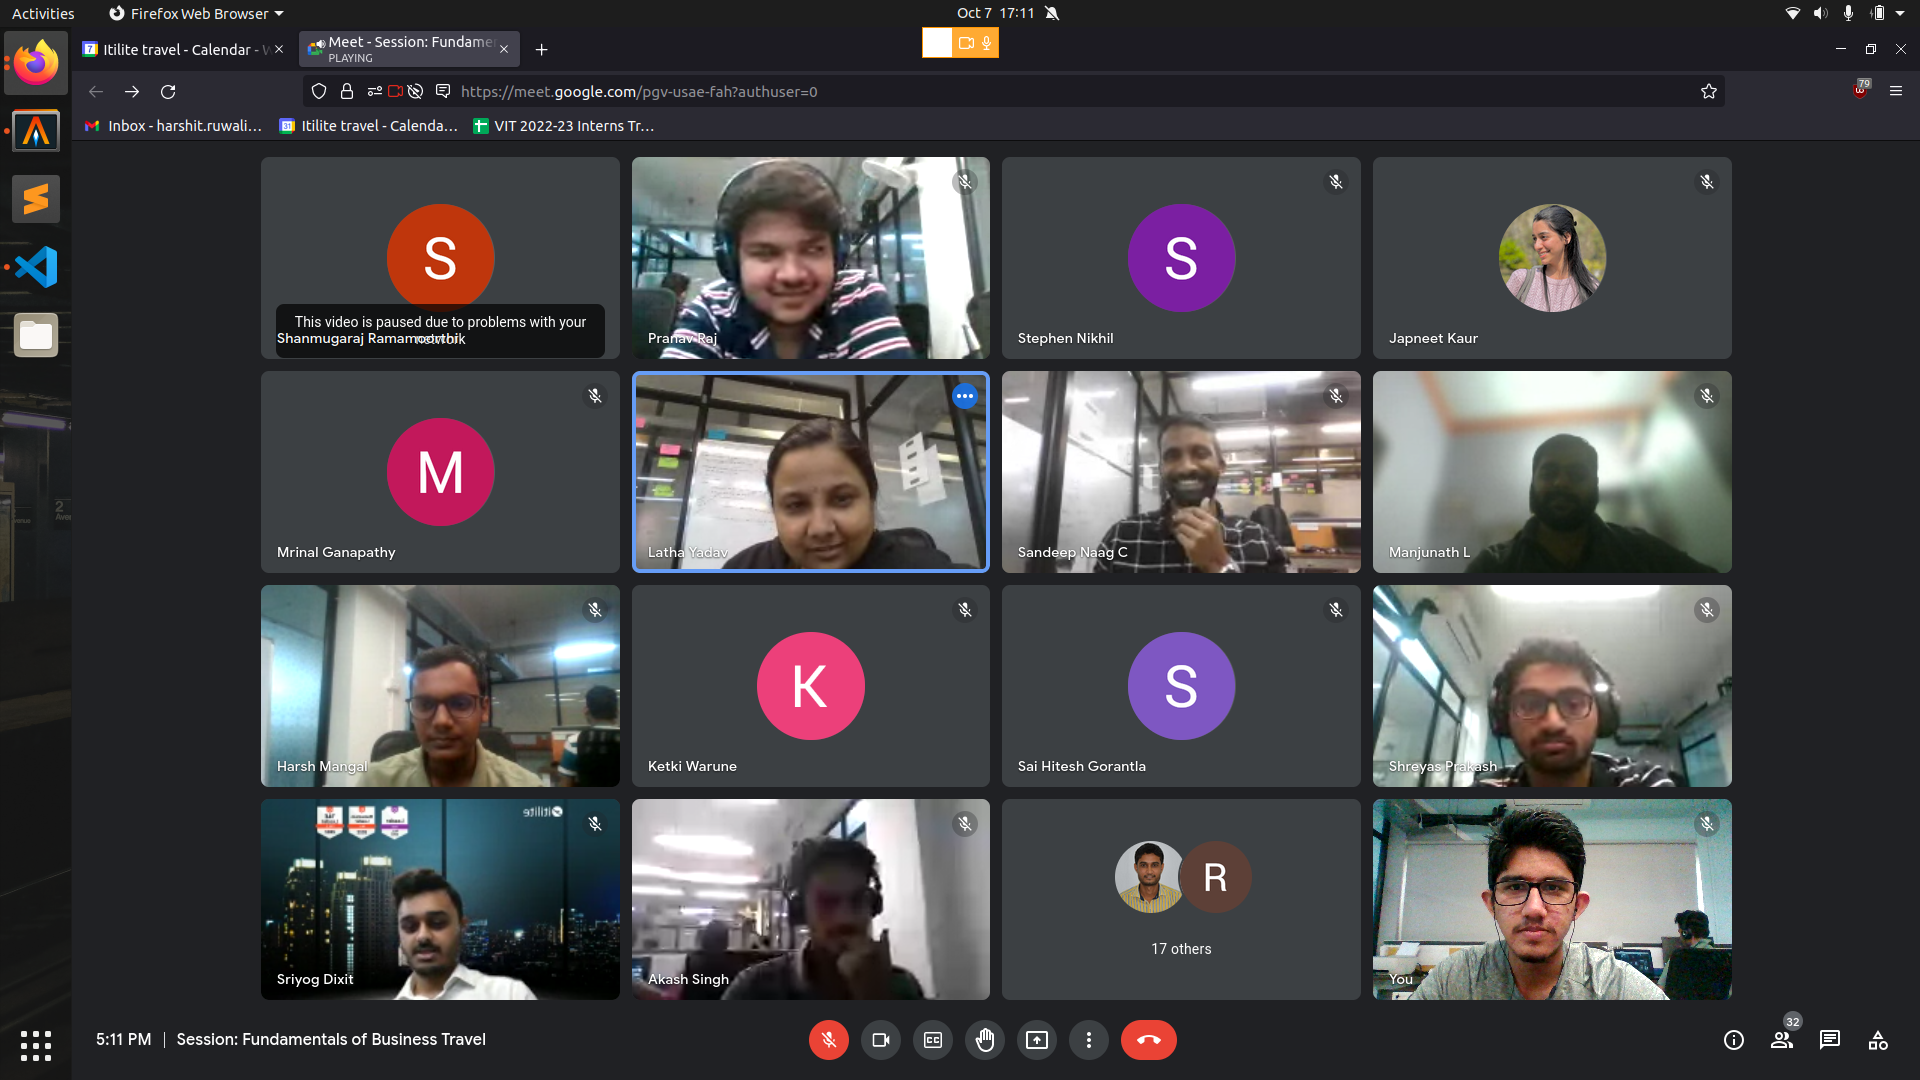 Activities
Firefox Web Browser
Oct 7 17:11
Itilite travel - Calendar - W
Meet - Session: Fundame
PLAYING
79
https://meet.google.com/pgv-usae-fah?authuser=0
Inbox - harshit.ruwali...
Itilite travel - Calenda...
VIT 2022-23 Interns Tr...
S
This video is paused due to problems with your
network
Shanmugaraj Ramamoorthi
Pranav Raj
S
Stephen Nikhil
Japneet Kaur
M
Mrinal Ganapathy
Latha Yadav
Sandeep Naag C
Manjunath L
Harsh Mangal
K
Ketki Warune
S
Sai Hitesh Gorantla
Shreyas Prakash
itilite
Sriyog Dixit
Akash Singh
R
17 others
You
5:11 PM | Session: Fundamentals of Business Travel
32